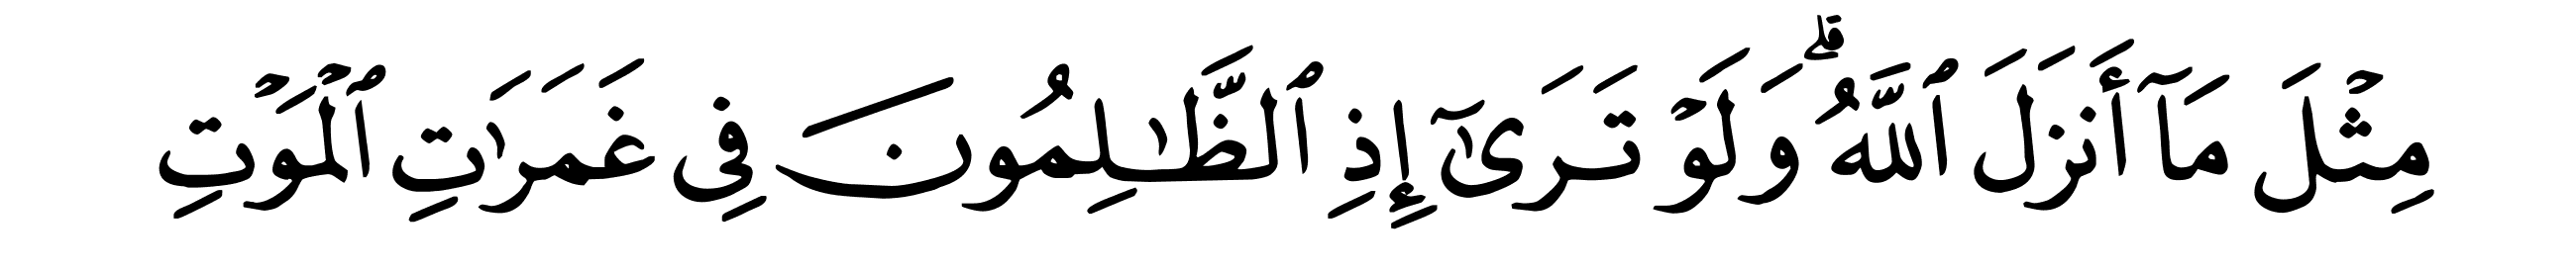 مِثْلَ مَآ أَنزَلَ ٱللَّهُ ۗ وَلَوْ تَرَىٰٓ إِذِ ٱلظَّـٰلِمُونَ فِى غَمَرَٰتِ ٱلْمَوْتِ